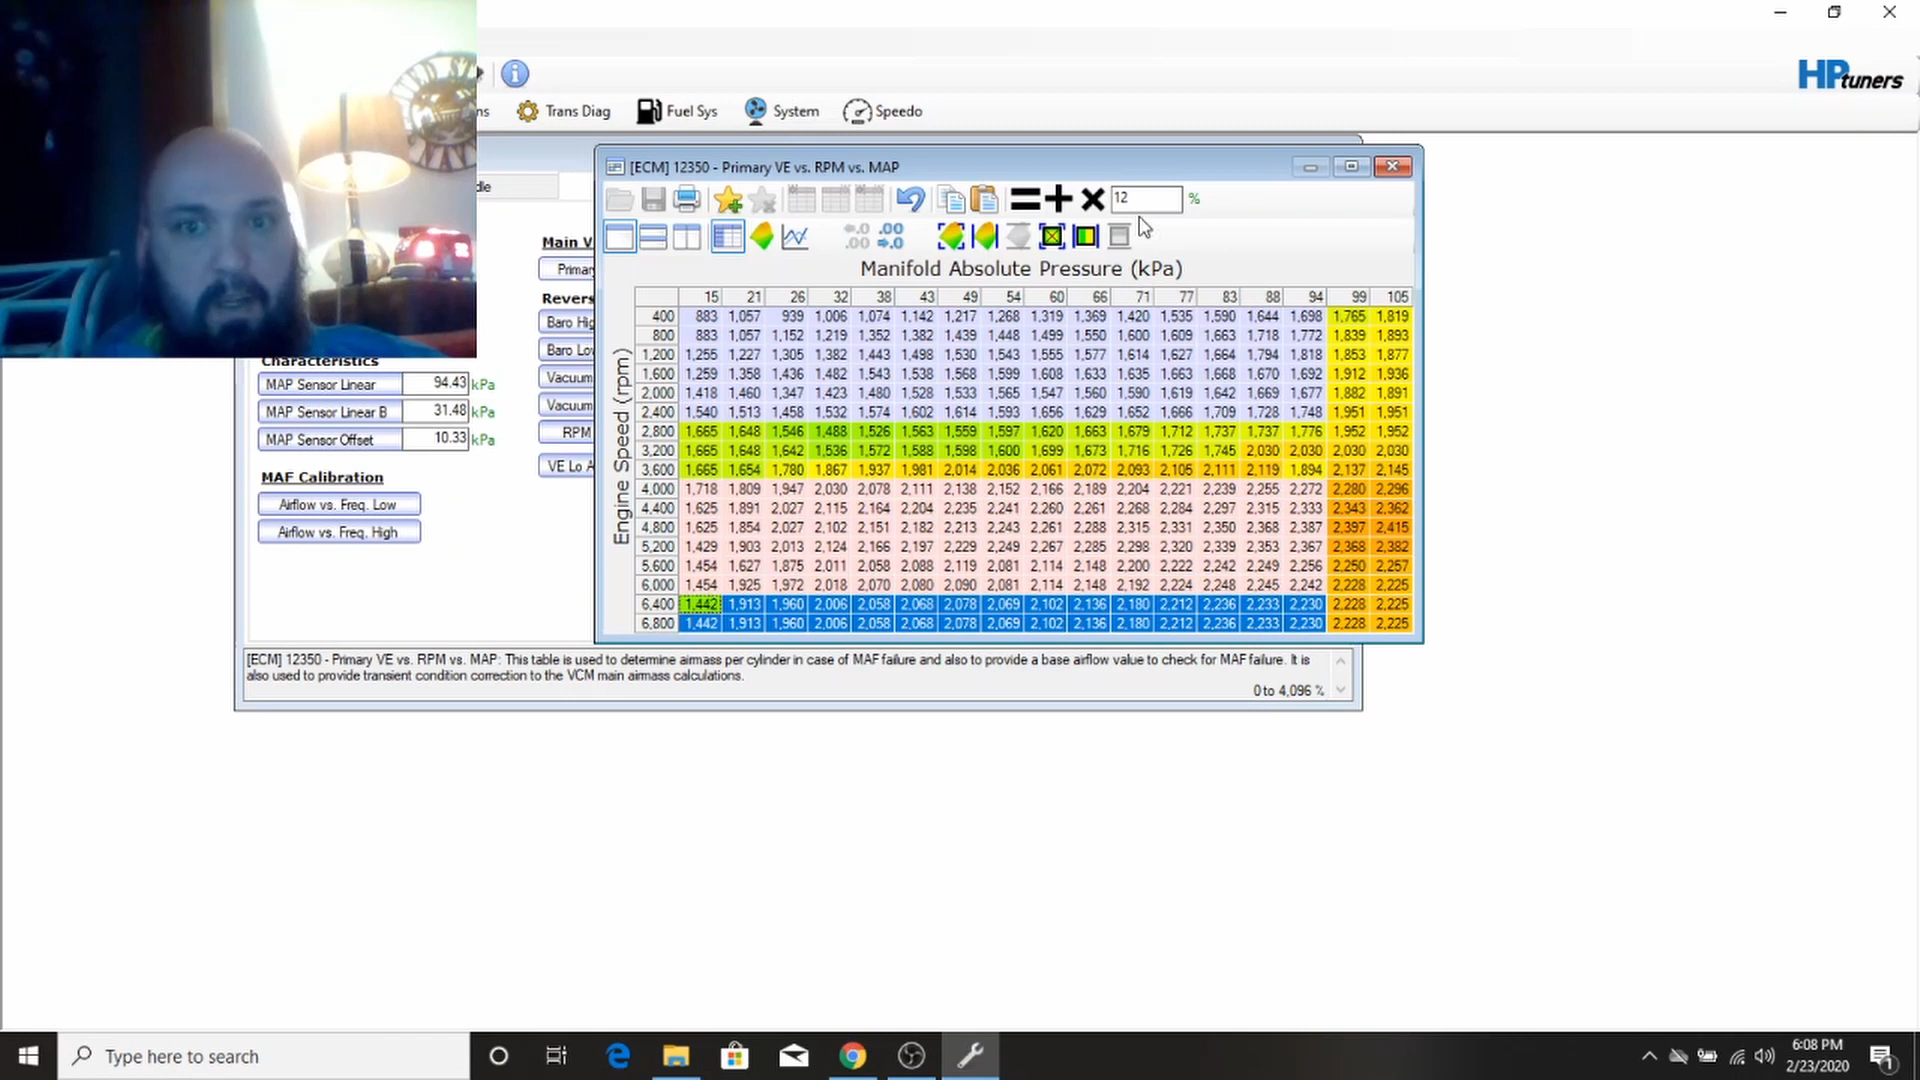 HPtuners
ns
Trans Diag
Fuel Sys
System
Speedo
[ECM] 12350 - Primary VE vs. RPM vs. MAP
dle
12 %
Main V
Primar
Revers
Baro Hig
Baro Lov
Vacuum
Vacuum
RPM
VE Lo A
Characteristics
MAP Sensor Linear 94.43 kPa
MAP Sensor Linear B 31.48 kPa
MAP Sensor Offset 10.33 kPa
MAF Calibration
Airflow vs. Freq. Low
Airflow vs. Freq. High
Manifold Absolute Pressure (kPa)
Engine Speed (rpm)
15 21 26 32 38 43 49 54 60 66 71 77 83 88 94 99 105
400 883 1,057 939 1,006 1,074 1,142 1,217 1,268 1,319 1,369 1,420 1,535 1,590 1,644 1,698 1,765 1,819
800 883 1,057 1,152 1,219 1,352 1,382 1,439 1,448 1,499 1,550 1,600 1,609 1,663 1,718 1,772 1,839 1,893
1,200 1,255 1,227 1,305 1,382 1,443 1,498 1,530 1,543 1,555 1,577 1,614 1,627 1,664 1,794 1,818 1,853 1,877
1,600 1,259 1,358 1,436 1,482 1,543 1,538 1,568 1,599 1,608 1,633 1,635 1,663 1,668 1,670 1,692 1,912 1,936
2,000 1,418 1,460 1,347 1,423 1,480 1,528 1,533 1,565 1,547 1,560 1,590 1,619 1,642 1,669 1,677 1,882 1,891
2,400 1,540 1,513 1,458 1,532 1,574 1,602 1,614 1,593 1,656 1,629 1,652 1,666 1,709 1,728 1,748 1,951 1,951
2,800 1,665 1,648 1,546 1,488 1,526 1,563 1,559 1,597 1,620 1,663 1,679 1,712 1,737 1,737 1,776 1,952 1,952
3,200 1,665 1,648 1,642 1,536 1,572 1,588 1,598 1,600 1,699 1,673 1,716 1,726 1,745 2,030 2,030 2,030 2,030
3,600 1,665 1,654 1,780 1,867 1,937 1,981 2,014 2,036 2,061 2,072 2,093 2,105 2,111 2,119 1,894 2,137 2,145
4,000 1,718 1,809 1,947 2,030 2,078 2,111 2,138 2,152 2,166 2,189 2,204 2,221 2,239 2,255 2,272 2,280 2,296
4,400 1,625 1,891 2,027 2,115 2,164 2,204 2,235 2,241 2,260 2,261 2,268 2,284 2,297 2,315 2,333 2,343 2,362
4,800 1,625 1,854 2,027 2,102 2,151 2,182 2,213 2,243 2,261 2,288 2,315 2,331 2,350 2,368 2,387 2,397 2,415
5,200 1,429 1,903 2,013 2,124 2,166 2,197 2,229 2,249 2,267 2,285 2,298 2,320 2,339 2,353 2,367 2,368 2,382
5,600 1,454 1,627 1,875 2,011 2,058 2,088 2,119 2,081 2,114 2,148 2,200 2,222 2,242 2,249 2,256 2,250 2,257
6,000 1,454 1,925 1,972 2,018 2,070 2,080 2,090 2,081 2,114 2,148 2,192 2,224 2,248 2,245 2,242 2,228 2,225
6,400 1,442 1,913 1,960 2,006 2,058 2,068 2,078 2,069 2,102 2,136 2,180 2,212 2,236 2,233 2,230 2,228 2,225
6,800 1,442 1,913 1,960 2,006 2,058 2,068 2,078 2,069 2,102 2,136 2,180 2,212 2,236 2,233 2,230 2,228 2,225
[ECM] 12350 - Primary VE vs. RPM vs. MAP: This table is used to determine airmass per cylinder in case of MAF failure and also to provide a base airflow value to check for MAF failure. It is
also used to provide transient condition correction to the VCM main airmass calculations.
0 to 4,096 %
Type here to search
6:08 PM
2/23/2020
1